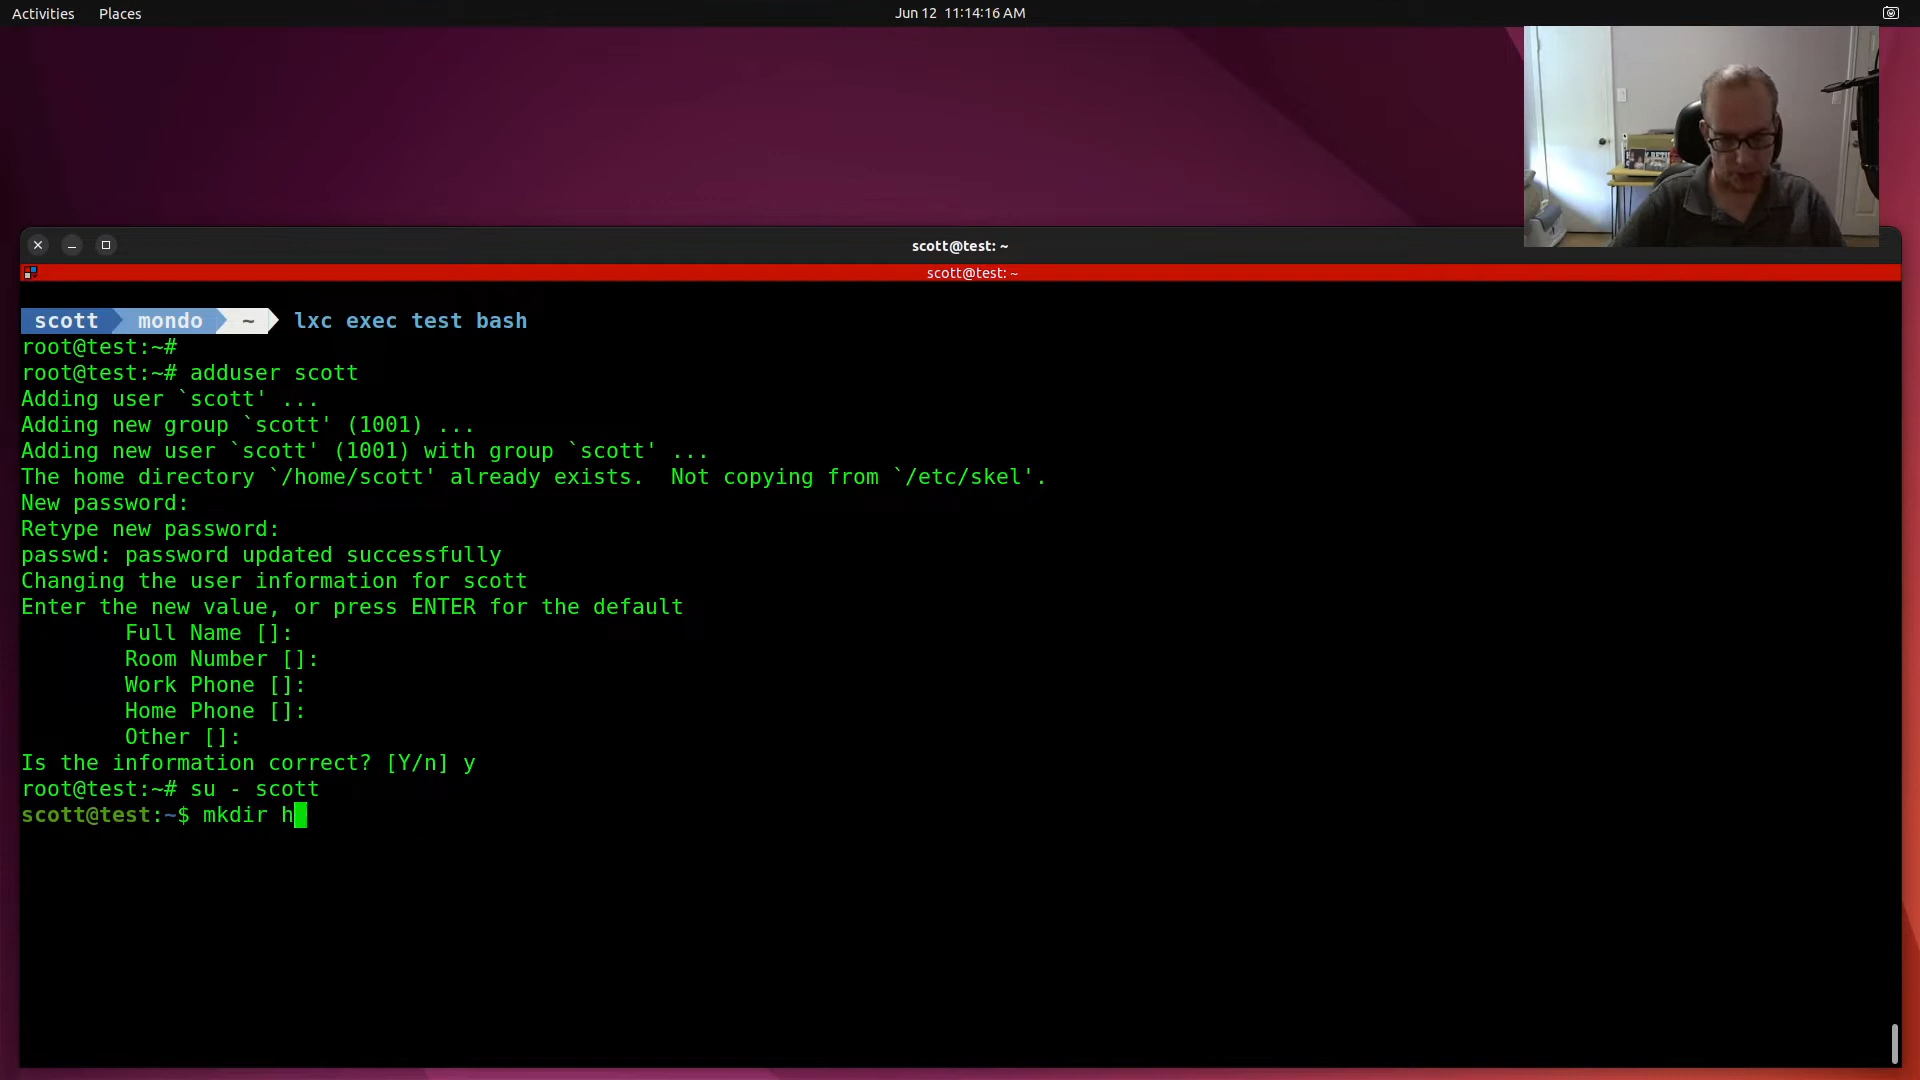 Activities Places Jun 12 11:14:16 AM
scott@test: ~
scott@test: ~
scott mondo ~ lxc exec test bash
root@test:~#
root@test:~# adduser scott
Adding user `scott' ...
Adding new group `scott' (1001) ...
Adding new user `scott' (1001) with group `scott' ...
The home directory `/home/scott' already exists.  Not copying from `/etc/skel'.
New password:
Retype new password:
passwd: password updated successfully
Changing the user information for scott
Enter the new value, or press ENTER for the default
Full Name []:
Room Number []:
Work Phone []:
Home Phone []:
Other []:
Is the information correct? [Y/n] y
root@test:~# su - scott
scott@test:~$ mkdir h